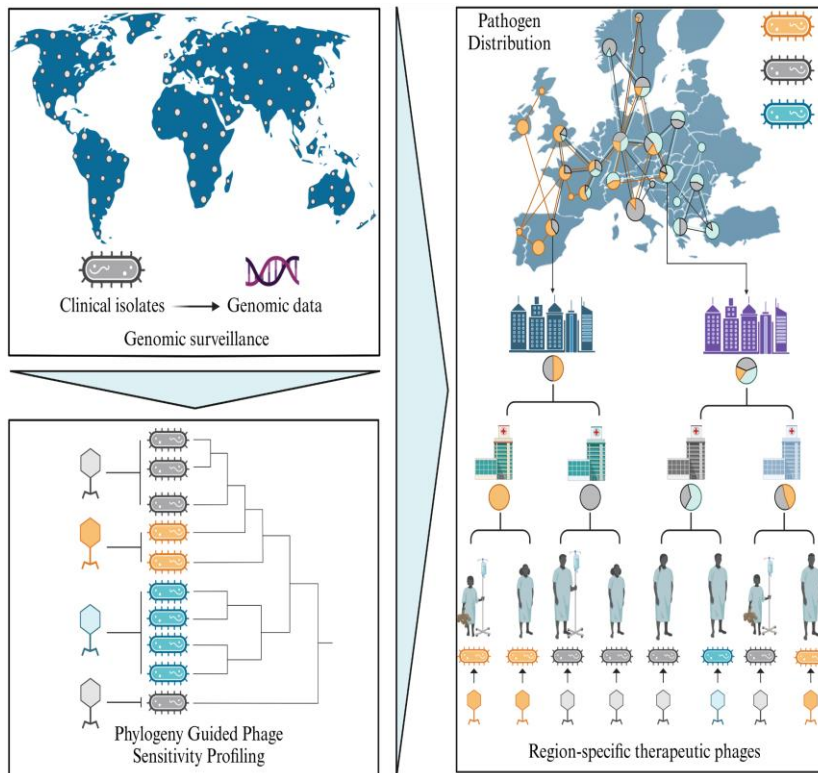 Clinical isolates
Genomic data
Genomic surveillance
Phylogeny Guided Phage
Sensitivity Profiling
Pathogen
Distribution
Region-specific therapeutic phages